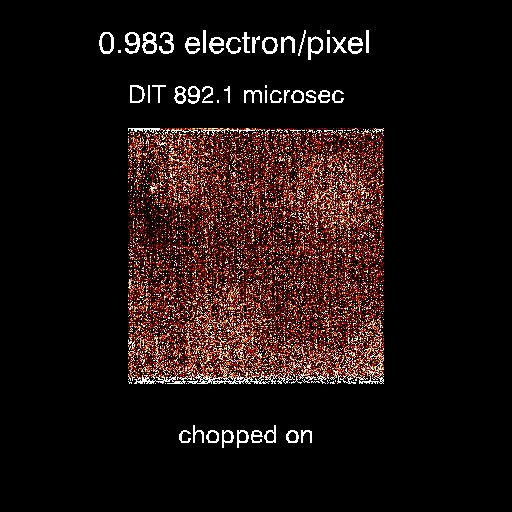 0.983 electron/pixel
DIT 892.1 microsec
chopped on